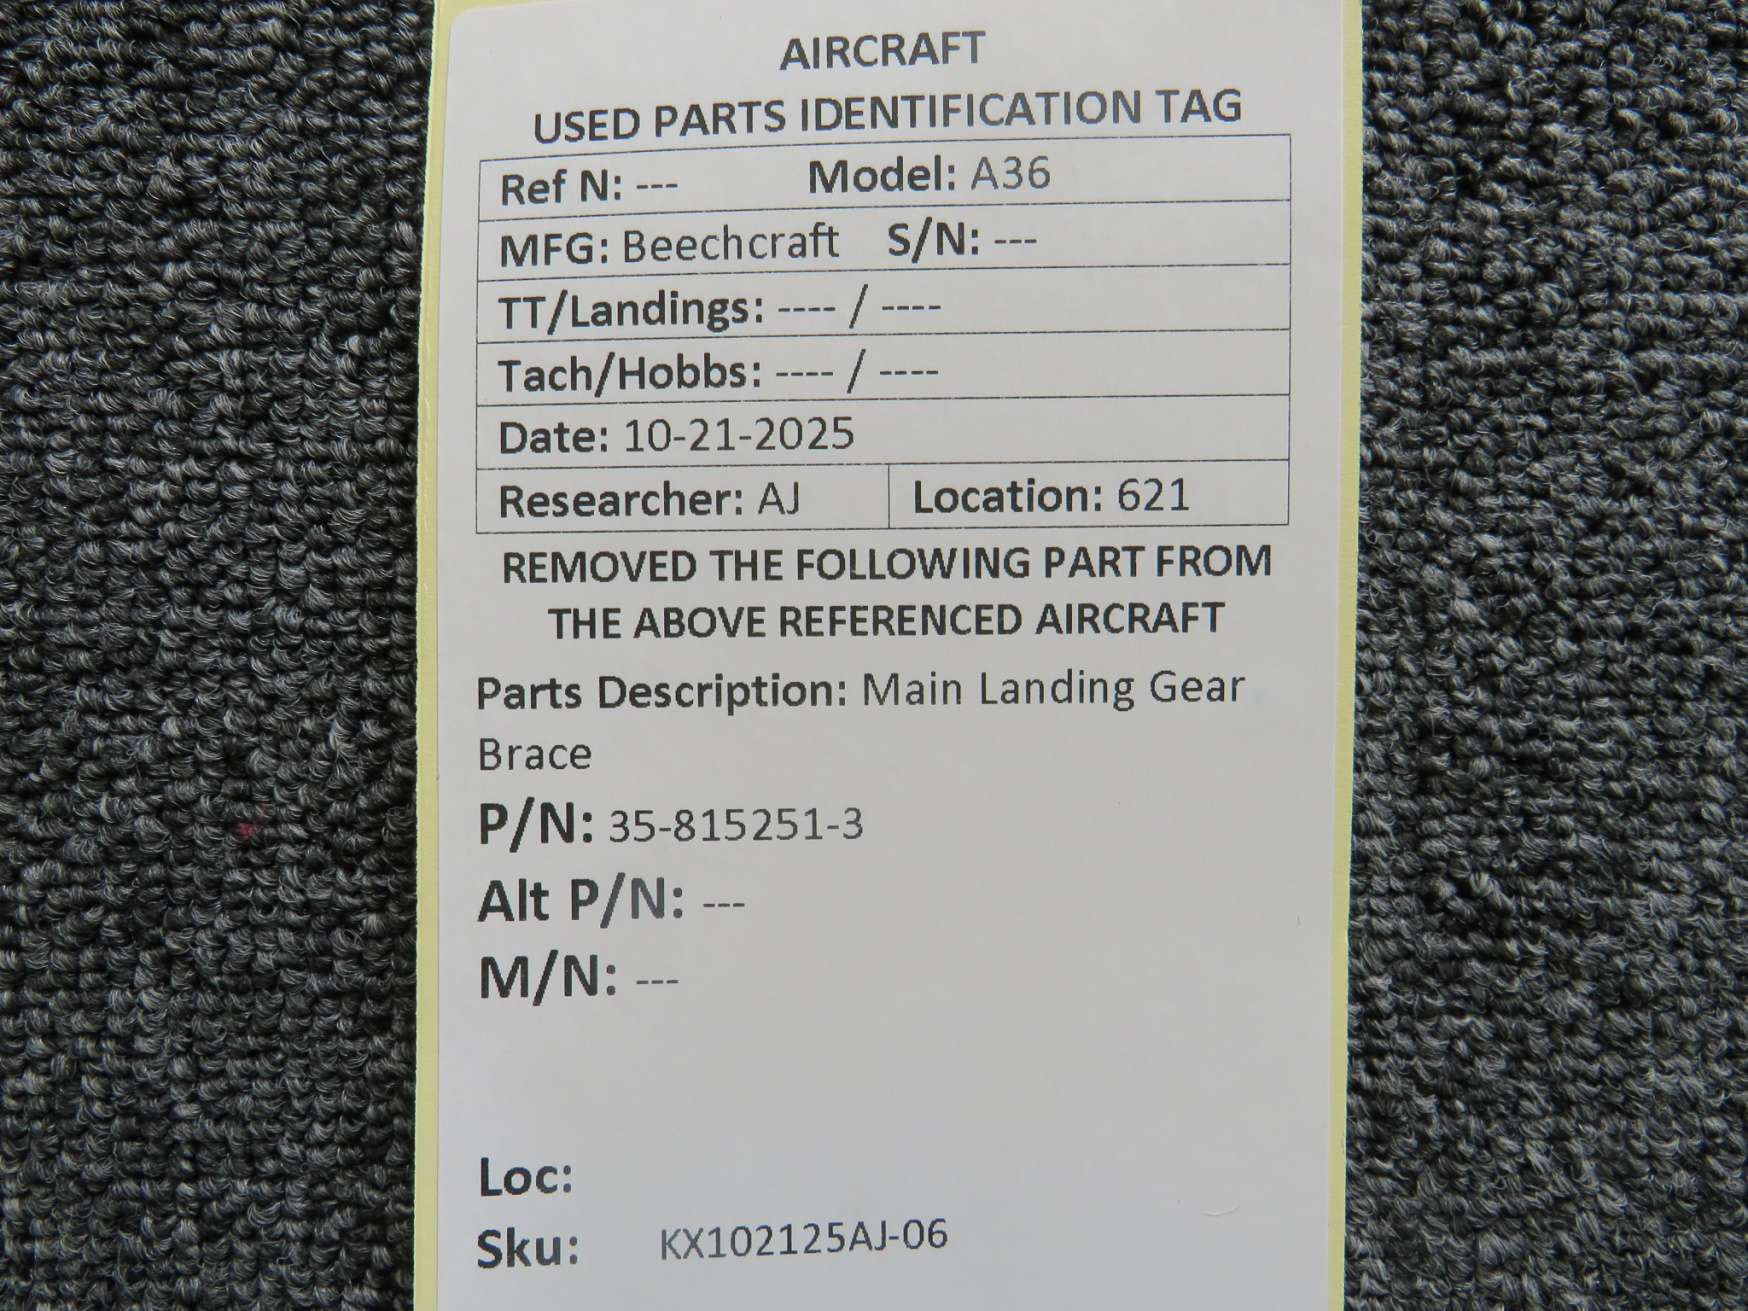 AIRCRAFT
USED PARTS IDENTIFICATION TAG
Ref N: --- Model: A36
MFG: Beechcraft S/N: ---
TT/Landings: ---- / ----
Tach/Hobbs: ---- / ----
Date: 10-21-2025
Researcher: AJ Location: 621
REMOVED THE FOLLOWING PART FROM
THE ABOVE REFERENCED AIRCRAFT
Parts Description: Main Landing Gear
Brace
P/N: 35-815251-3
Alt P/N: ---
M/N: ---
Loc:
Sku: KX102125AJ-06